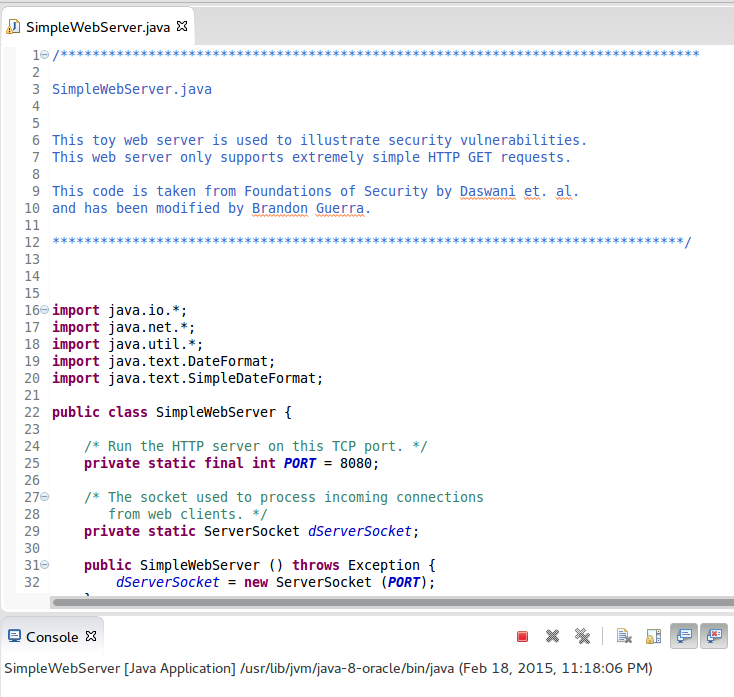 SimpleWebServer.java
1 /********************************************************************************
2
3 SimpleWebServer.java
4
5
6 This toy web server is used to illustrate security vulnerabilities.
7 This web server only supports extremely simple HTTP GET requests.
8
9 This code is taken from Foundations of Security by Daswani et. al.
10 and has been modified by Brandon Guerra.
11
12 *******************************************************************************/
13
14
15
16 import java.io.*;
17 import java.net.*;
18 import java.util.*;
19 import java.text.DateFormat;
20 import java.text.SimpleDateFormat;
21
22 public class SimpleWebServer {
23
24     /* Run the HTTP server on this TCP port. */
25     private static final int PORT = 8080;
26
27     /* The socket used to process incoming connections
28        from web clients. */
29     private static ServerSocket dServerSocket;
30
31     public SimpleWebServer () throws Exception {
32         dServerSocket = new ServerSocket (PORT);
Console
SimpleWebServer [Java Application] /usr/lib/jvm/java-8-oracle/bin/java (Feb 18, 2015, 11:18:06 PM)